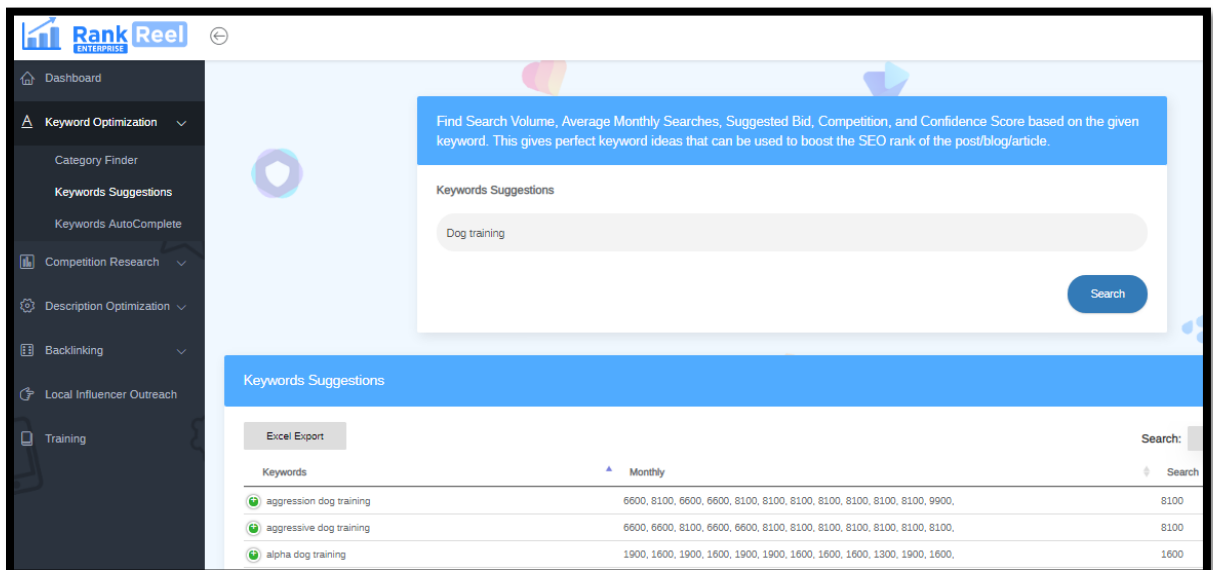 Rank Reel
ENTERPRISE
Dashboard
Keyword Optimization
Category Finder
Keywords Suggestions
Keywords AutoComplete
Competition Research
Description Optimization
Backlinking
Local Influencer Outreach
Training
Find Search Volume, Average Monthly Searches, Suggested Bid, Competition, and Confidence Score based on the given
keyword. This gives perfect keyword ideas that can be used to boost the SEO rank of the post/blog/article.
Keywords Suggestions
Dog training
Search
Keywords Suggestions
Excel Export
Search:
Keywords Monthly Search
aggression dog training 6600, 8100, 6600, 6600, 8100, 8100, 8100, 8100, 8100, 8100, 8100, 9900, 8100
aggressive dog training 6600, 6600, 8100, 6600, 6600, 8100, 8100, 8100, 8100, 8100, 8100, 8100, 8100
alpha dog training 1900, 1600, 1900, 1600, 1900, 1900, 1600, 1600, 1600, 1300, 1900, 1600, 1600